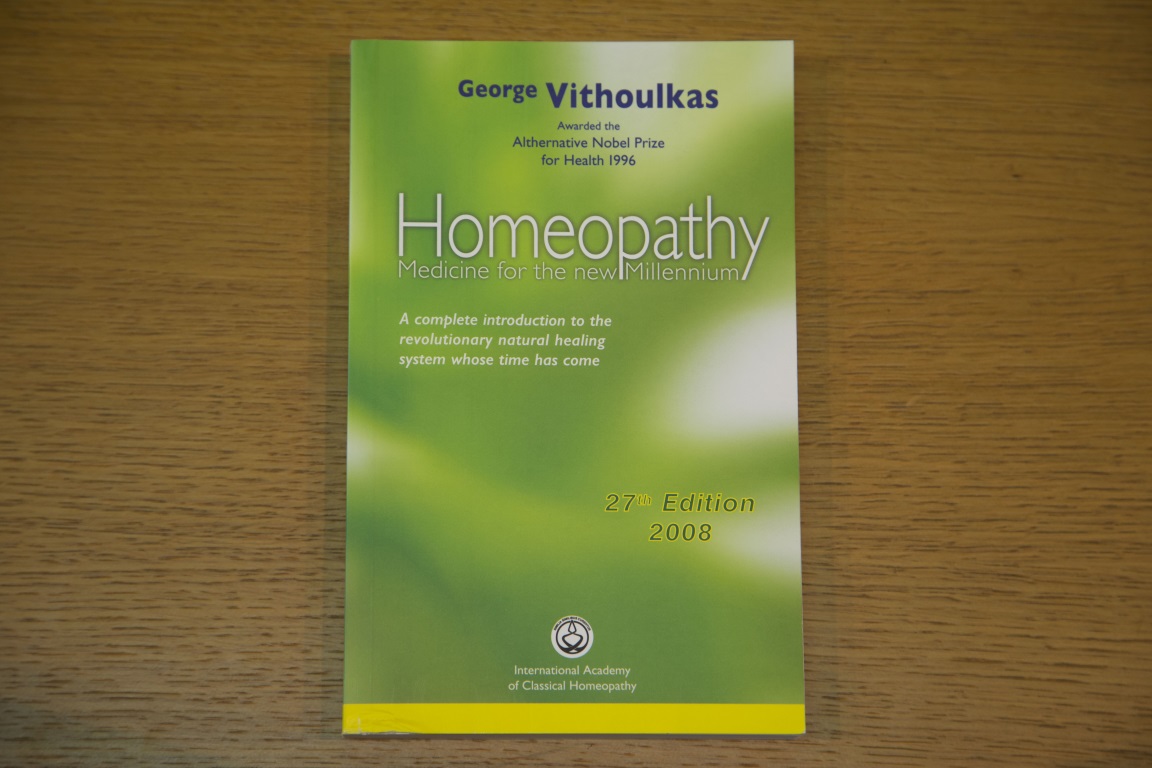 George Vithoulkas
Awarded the
Althernative Nobel Prize
for Health 1996
Homeopathy
Medicine for the new Millennium
A complete introduction to the
revolutionary natural healing
system whose time has come
27th Edition
2008
International Academy
of Classical Homeopathy